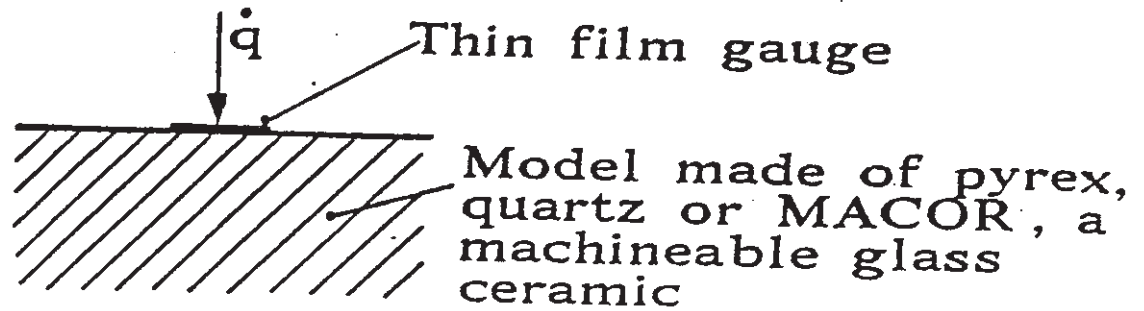 q̇
Thin film gauge
Model made of pyrex,
quartz or MACOR, a
machineable glass
ceramic